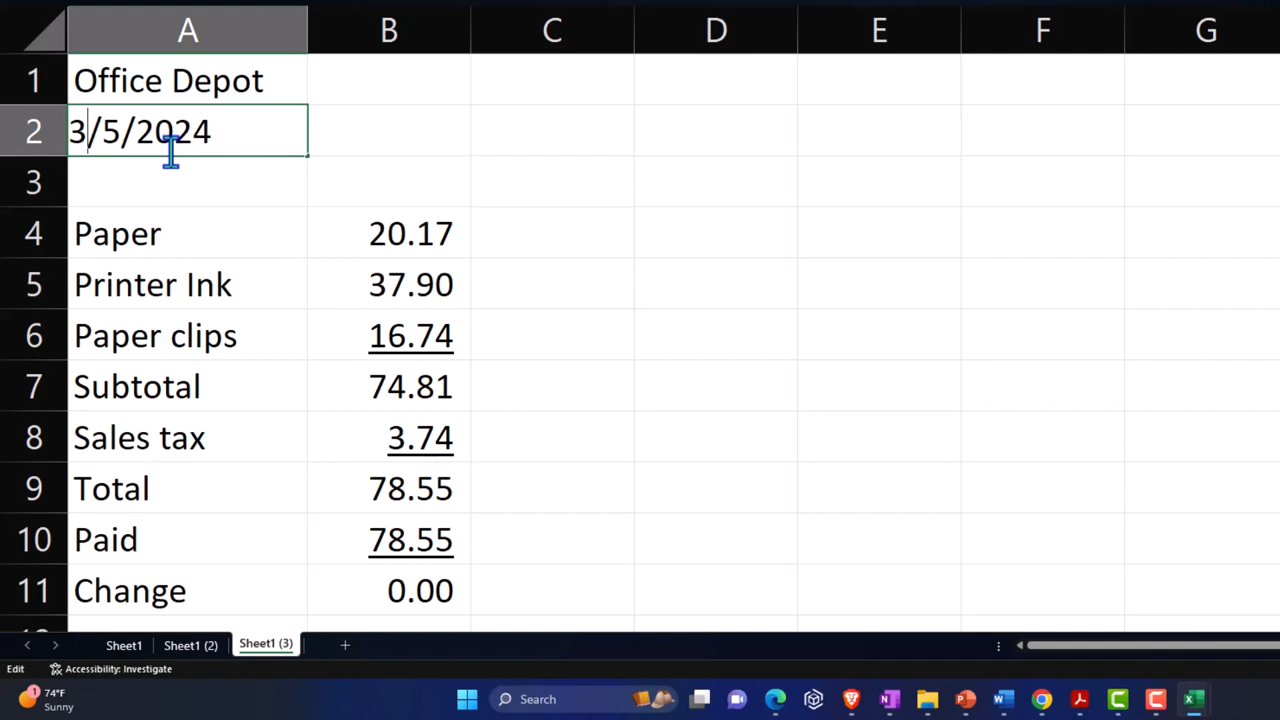 A B C D E F G
1 Office Depot
2 3/5/2024
3
4 Paper 20.17
5 Printer Ink 37.90
6 Paper clips 16.74
7 Subtotal 74.81
8 Sales tax 3.74
9 Total 78.55
10 Paid 78.55
11 Change 0.00
Sheet1 Sheet1 (2) Sheet1 (3) +
Edit Accessibility: Investigate
1 74°F Search
Sunny